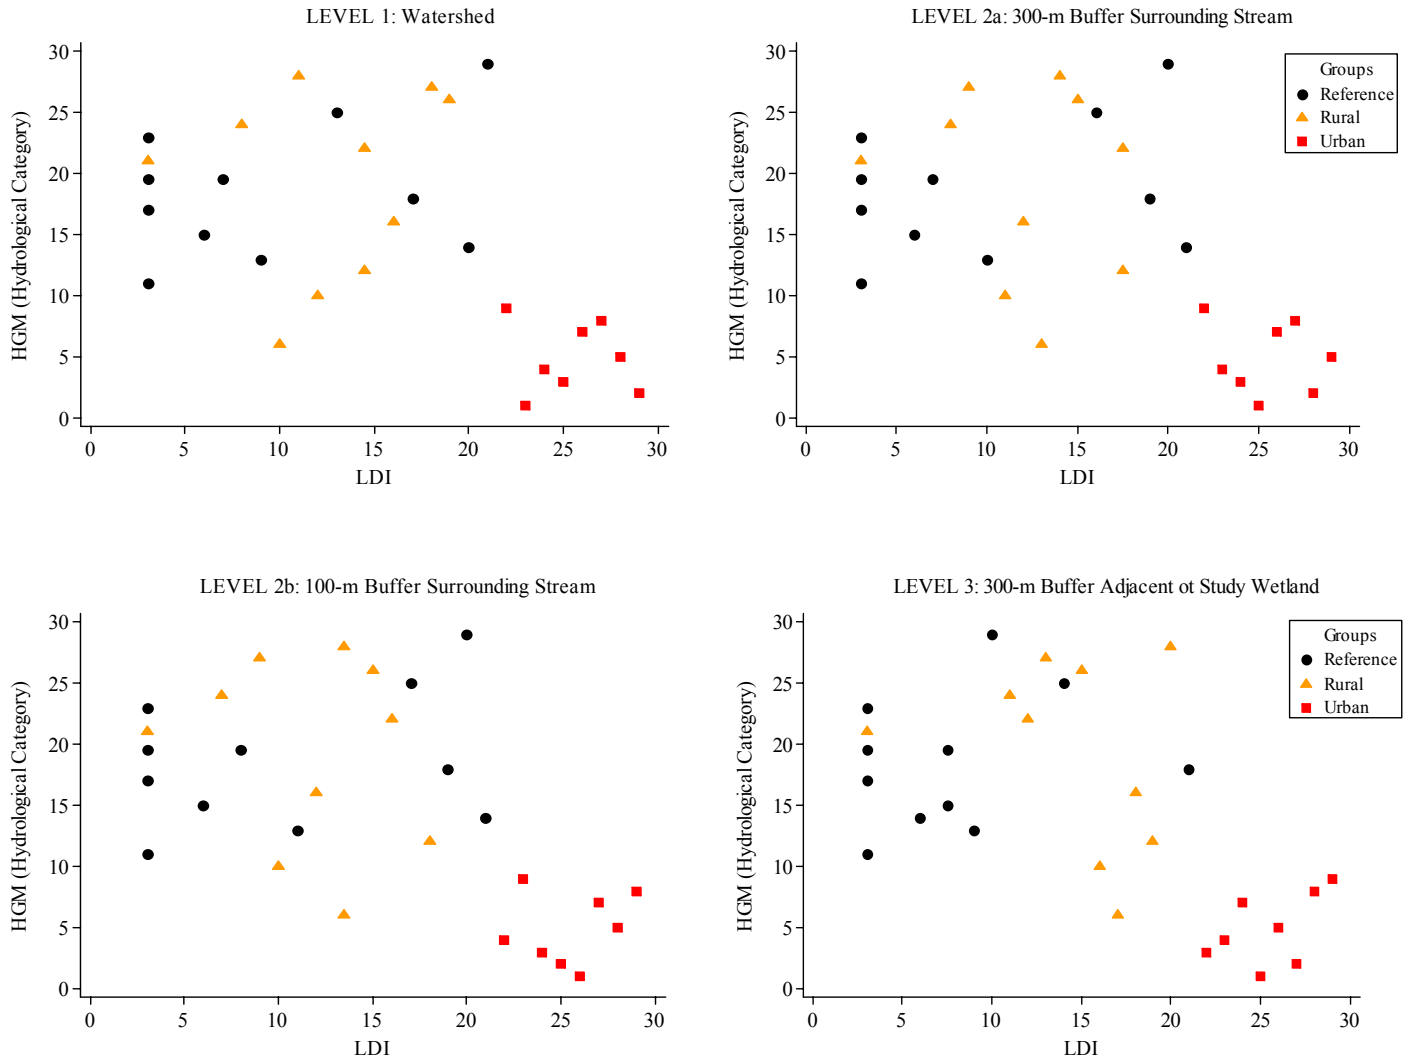 LEVEL 1: Watershed
30
25
20
15
10
5
0
HGM (Hydrological Category)
0 5 10 15 20 25 30
LDI
LEVEL 2a: 300-m Buffer Surrounding Stream
30
25
20
15
10
5
0
HGM (Hydrological Category)
0 5 10 15 20 25 30
LDI
Groups
Reference
Rural
Urban
LEVEL 2b: 100-m Buffer Surrounding Stream
30
25
20
15
10
5
0
HGM (Hydrological Category)
0 5 10 15 20 25 30
LDI
LEVEL 3: 300-m Buffer Adjacent ot Study Wetland
30
25
20
15
10
5
0
HGM (Hydrological Category)
0 5 10 15 20 25 30
LDI
Groups
Reference
Rural
Urban